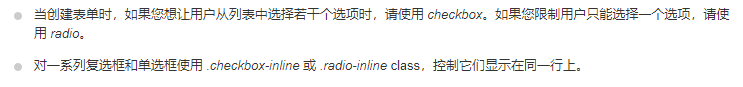 当创建表单时，如果您想让用户从列表中选择若干个选项时，请使用 checkbox。如果您限制用户只能选择一个选项，请使
用 radio。
对一系列复选框和单选框使用 .checkbox-inline 或 .radio-inline class，控制它们显示在同一行上。